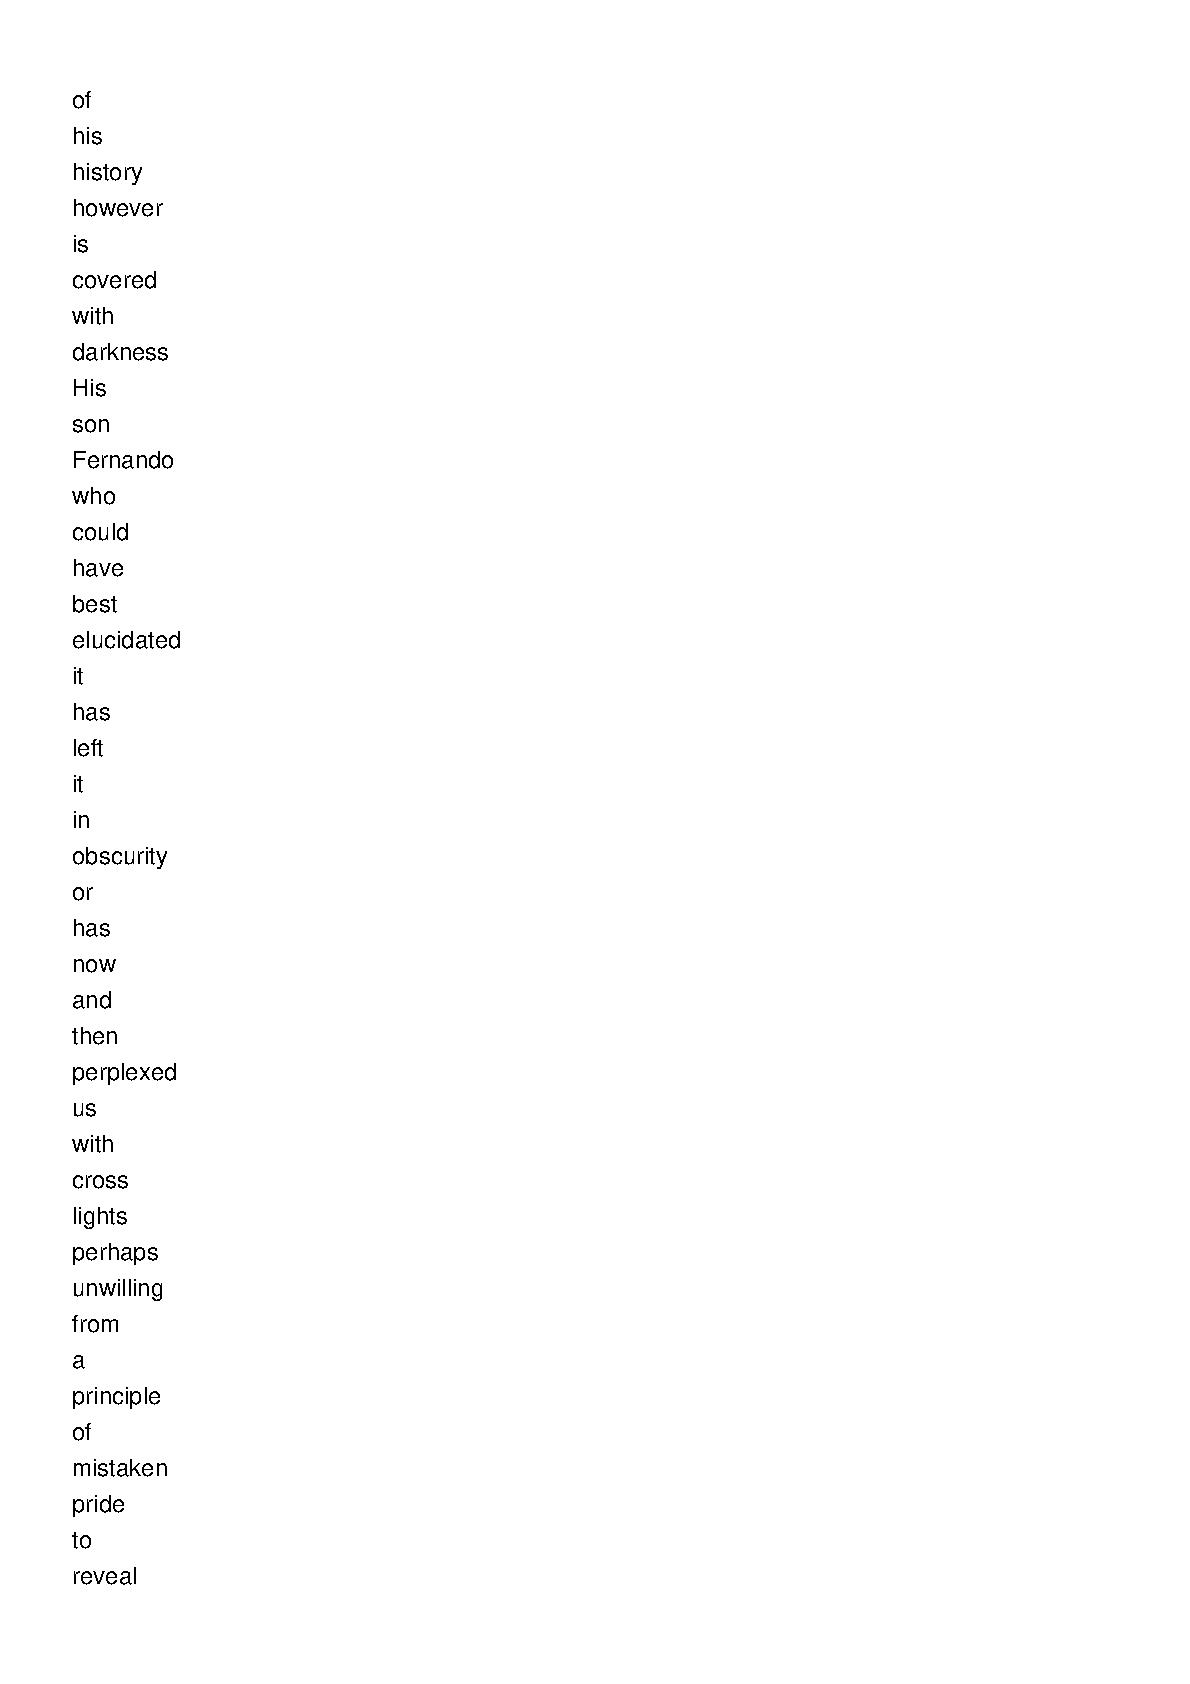 of
his
history
however
is
covered
with
darkness
His
son
Fernando
who
could
have
best
elucidated
it
has
left
it
in
obscurity
or
has
now
and
then
perplexed
us
with
cross
lights
perhaps
unwilling
from
a
principle
of
mistaken
pride
to
reveal